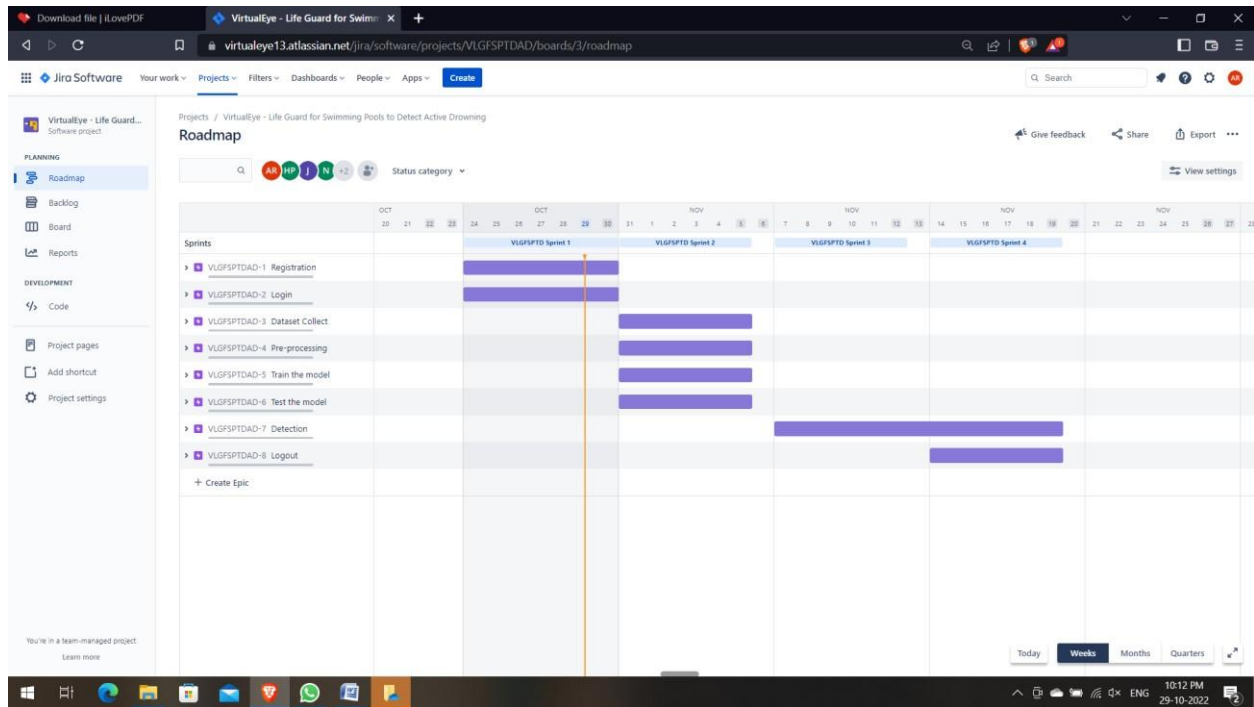 Download file | iLovePDF
VirtualEye - Life Guard for Swimm
virtualeye13.atlassian.net/jira/software/projects/VLGFSPTDAD/boards/3/roadmap
Jira Software Your work Projects Filters Dashboards People Apps Create Search AR
VirtualEye - Life Guard...
Software project
PLANNING
Roadmap
Backlog
Board
Reports
DEVELOPMENT
Code
Project pages
Add shortcut
Project settings
You're in a team-managed project
Learn more
Projects / VirtualEye - Life Guard for Swimming Pools to Detect Active Drowning
Roadmap
Give feedback Share Export
AR HP J N +2 Status category View settings
OCT OCT NOV NOV NOV NOV
20 21 22 23 24 25 26 27 28 29 30 31 1 2 3 4 5 6 7 8 9 10 11 12 13 14 15 16 17 18 19 20 21 22 23 24 25 26 27
Sprints VLGFSPTD Sprint 1 VLGFSPTD Sprint 2 VLGFSPTD Sprint 3 VLGFSPTD Sprint 4
VLGFSPTDAD-1 Registration
VLGFSPTDAD-2 Login
VLGFSPTDAD-3 Dataset Collect
VLGFSPTDAD-4 Pre-processing
VLGFSPTDAD-5 Train the model
VLGFSPTDAD-6 Test the model
VLGFSPTDAD-7 Detection
VLGFSPTDAD-8 Logout
+ Create Epic
Today Weeks Months Quarters
ENG 10:12 PM
29-10-2022